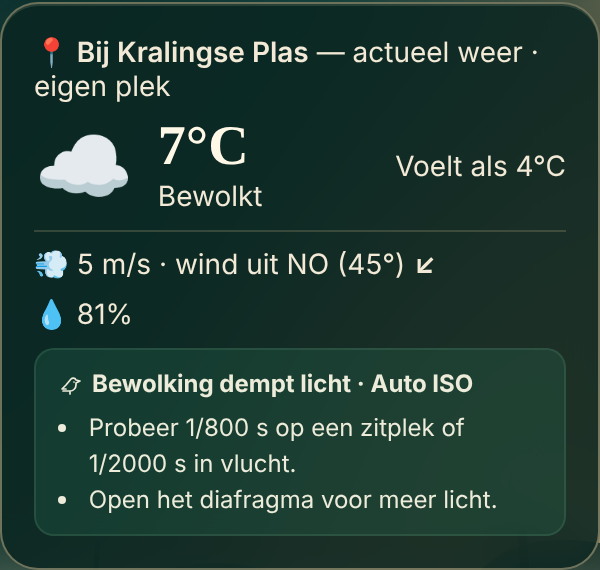 📍 Bij Kralingse Plas — actueel weer ·
eigen plek
7°C
Voelt als 4°C
Bewolkt
5 m/s · wind uit NO (45°) ↙
81%
Bewolking dempt licht · Auto ISO
• Probeer 1/800 s op een zitplek of
1/2000 s in vlucht.
• Open het diafragma voor meer licht.